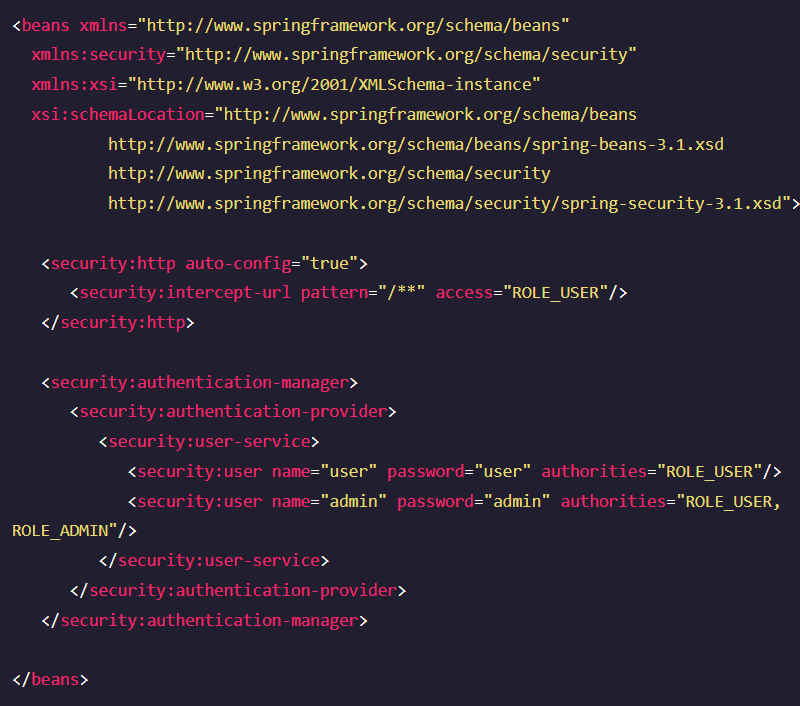 <beans xmlns="http://www.springframework.org/schema/beans"
  xmlns:security="http://www.springframework.org/schema/security"
  xmlns:xsi="http://www.w3.org/2001/XMLSchema-instance"
  xsi:schemaLocation="http://www.springframework.org/schema/beans
          http://www.springframework.org/schema/beans/spring-beans-3.1.xsd
          http://www.springframework.org/schema/security
          http://www.springframework.org/schema/security/spring-security-3.1.xsd">

   <security:http auto-config="true">
      <security:intercept-url pattern="/**" access="ROLE_USER"/>
   </security:http>

   <security:authentication-manager>
      <security:authentication-provider>
         <security:user-service>
            <security:user name="user" password="user" authorities="ROLE_USER"/>
            <security:user name="admin" password="admin" authorities="ROLE_USER,
ROLE_ADMIN"/>
         </security:user-service>
      </security:authentication-provider>
   </security:authentication-manager>

</beans>